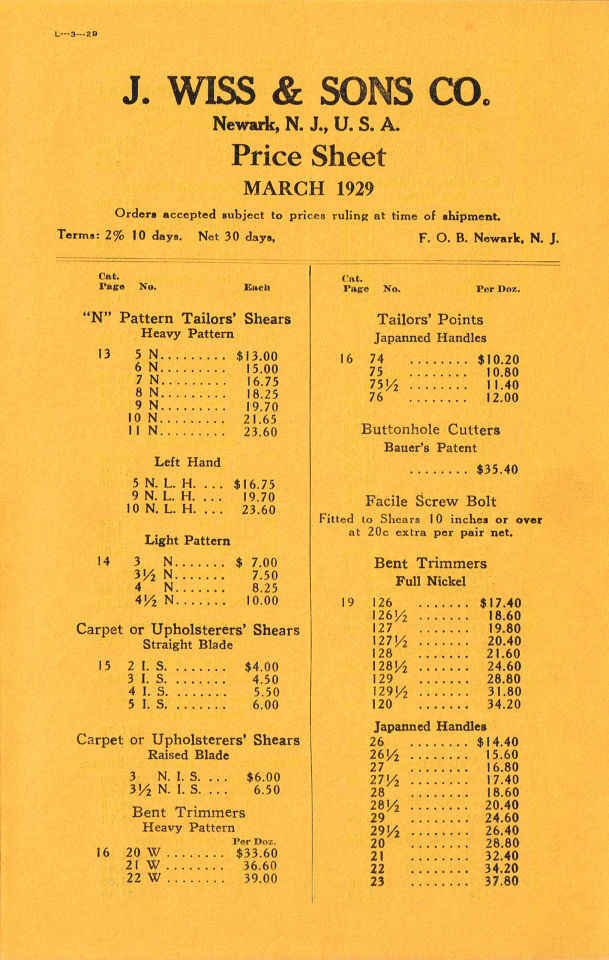 L---3---29
J. WISS & SONS CO.
Newark, N. J., U. S. A.
Price Sheet
MARCH 1929
Orders accepted subject to prices ruling at time of shipment.
Terms: 2% 10 days. Net 30 days, F. O. B. Newark, N. J.
Cat.
Page No. Each
"N" Pattern Tailors' Shears
Heavy Pattern
13 5 N......... $13.00
6 N......... 15.00
7 N......... 16.75
8 N......... 18.25
9 N......... 19.70
10 N......... 21.65
11 N......... 23.60
Left Hand
5 N. L. H. ... $16.75
9 N. L. H. ... 19.70
10 N. L. H. ... 23.60
Light Pattern
14 3 N....... $ 7.00
3½ N....... 7.50
4 N....... 8.25
4½ N....... 10.00
Carpet or Upholsterers' Shears
Straight Blade
15 2 I. S. ....... $4.00
3 I. S. ....... 4.50
4 I. S. ....... 5.50
5 I. S. ....... 6.00
Carpet or Upholsterers' Shears
Raised Blade
3 N. I. S. ... $6.00
3½ N. I. S. ... 6.50
Bent Trimmers
Heavy Pattern
Per Doz.
16 20 W ........ $33.60
21 W ........ 36.60
22 W ........ 39.00
Cat.
Page No. Per Doz.
Tailors' Points
Japanned Handles
16 74 ........ $10.20
75 ........ 10.80
75½ ........ 11.40
76 ........ 12.00
Buttonhole Cutters
Bauer's Patent
........ $35.40
Facile Screw Bolt
Fitted to Shears 10 inches or over
at 20c extra per pair net.
Bent Trimmers
Full Nickel
19 126 ....... $17.40
126½ ....... 18.60
127 ....... 19.80
127½ ....... 20.40
128 ....... 21.60
128½ ....... 24.60
129 ....... 28.80
129½ ....... 31.80
120 ....... 34.20
Japanned Handles
26 ........ $14.40
26½ ........ 15.60
27 ........ 16.80
27½ ........ 17.40
28 ........ 18.60
28½ ........ 20.40
29 ........ 24.60
29½ ........ 26.40
20 ........ 28.80
21 ........ 32.40
22 ........ 34.20
23 ........ 37.80